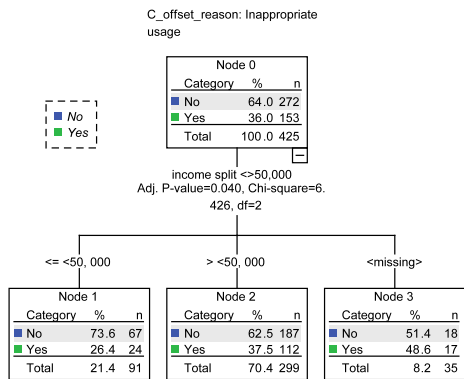 C_offset_reason: Inappropriate
usage
Node 0
Category % n
No 64.0 272
Yes 36.0 153
Total 100.0 425
No
Yes
income split <>50,000
Adj. P-value=0.040, Chi-square=6.
426, df=2
<= <50, 000
> <50, 000
<missing>
Node 1
Category % n
No 73.6 67
Yes 26.4 24
Total 21.4 91
Node 2
Category % n
No 62.5 187
Yes 37.5 112
Total 70.4 299
Node 3
Category % n
No 51.4 18
Yes 48.6 17
Total 8.2 35